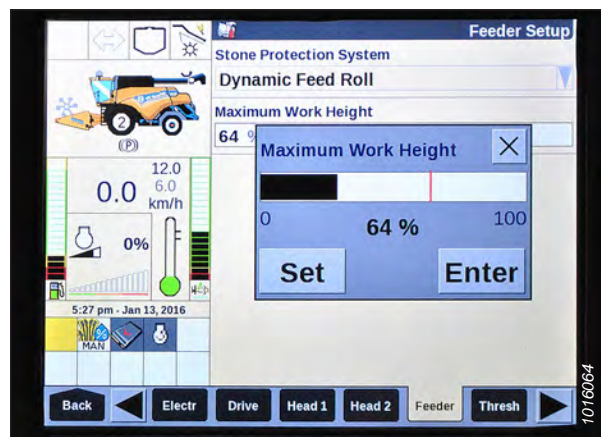 Feeder Setup
Stone Protection System
Dynamic Feed Roll
Maximum Work Height
64 %
Maximum Work Height
0
64 %
100
Set
Enter
2
(P)
12.0
0.0
6.0
km/h
0%
5:27 pm - Jan 13, 2016
MAN
Back
Electr
Drive
Head 1
Head 2
Feeder
Thresh
1016064